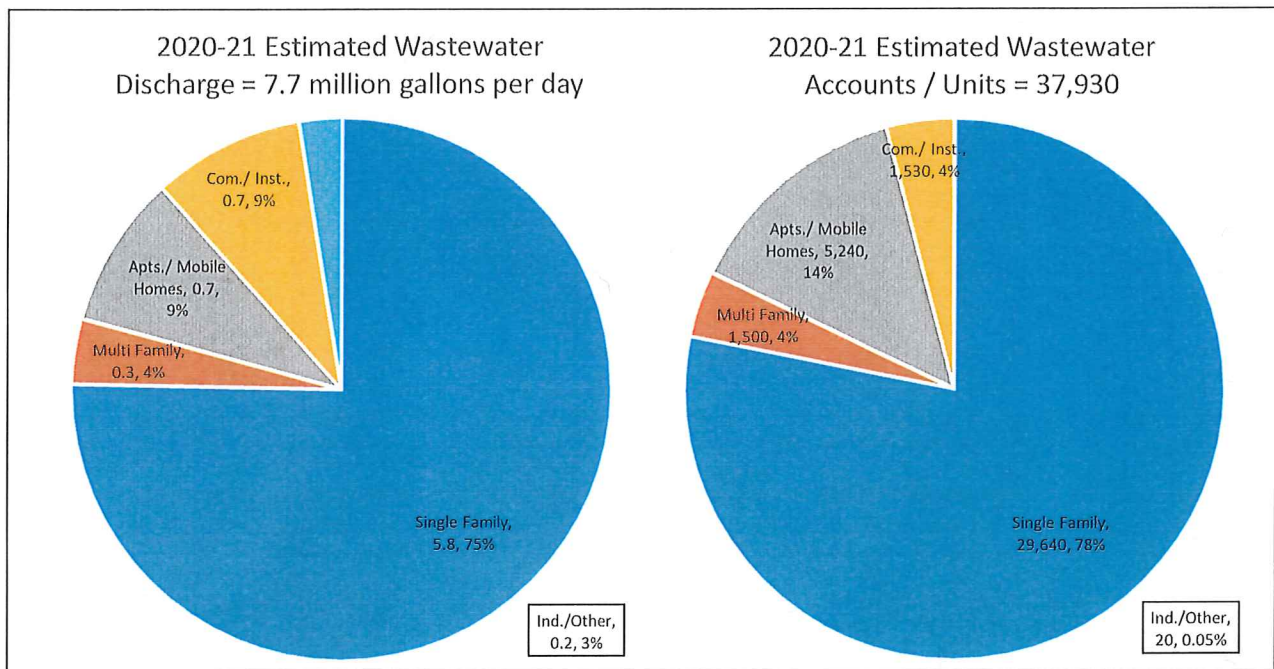 2020-21 Estimated Wastewater
Discharge = 7.7 million gallons per day
Com./ Inst.,
0.7, 9%
Apts./ Mobile
Homes, 0.7,
9%
Multi Family,
0.3, 4%
Single Family,
5.8, 75%
Ind./Other,
0.2, 3%
2020-21 Estimated Wastewater
Accounts / Units = 37,930
Com./ Inst.,
1,530, 4%
Apts./ Mobile
Homes, 5,240,
14%
Multi Family,
1,500, 4%
Single Family,
29,640, 78%
Ind./Other,
20, 0.05%